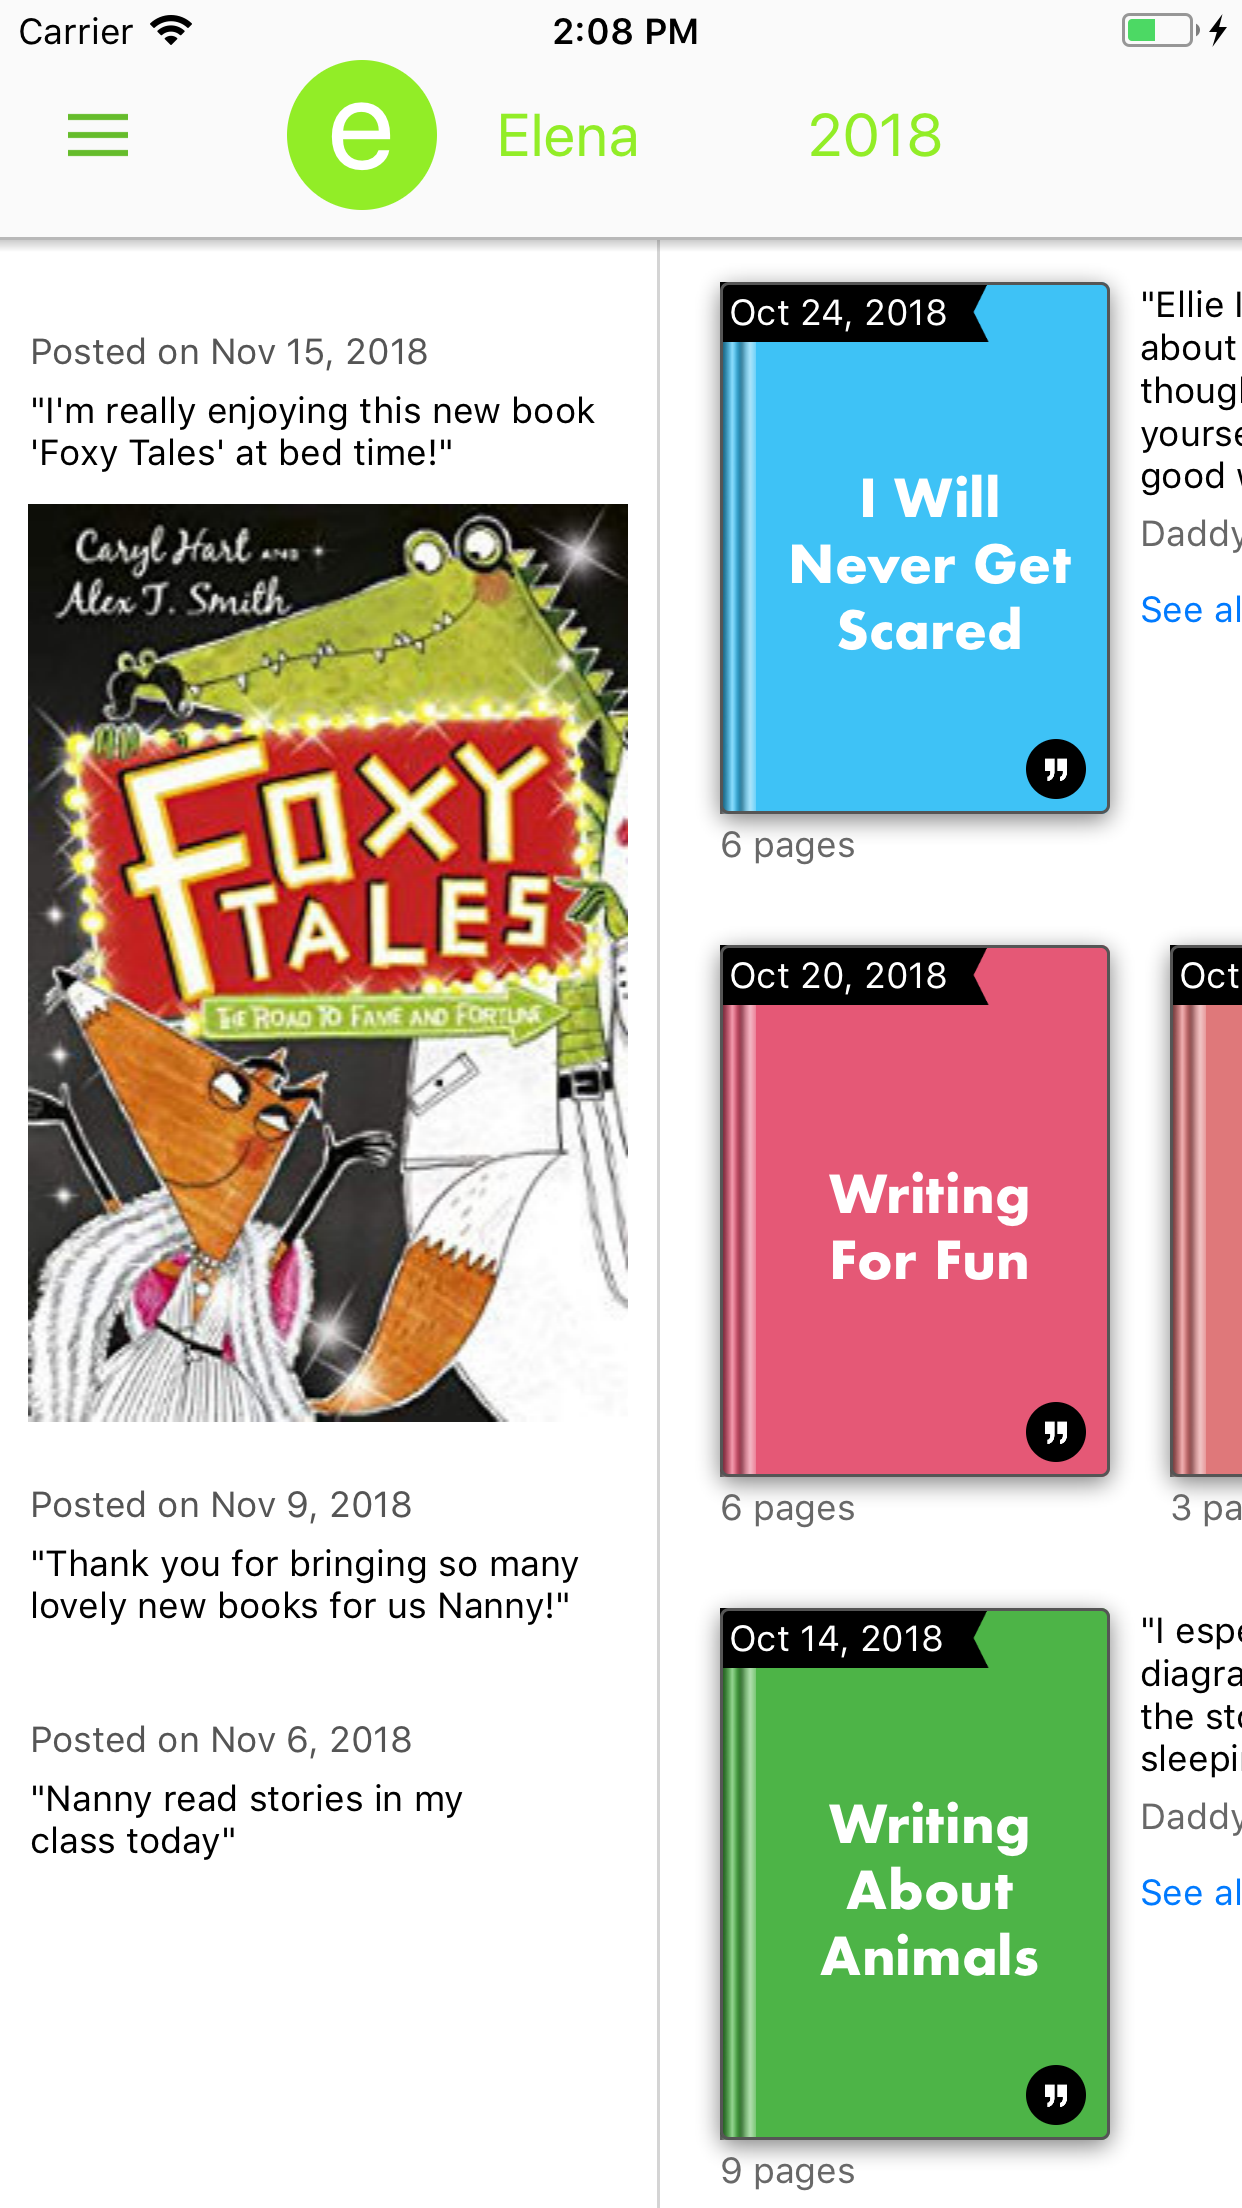 Carrier
2:08 PM
e
Elena
2018
Posted on Nov 15, 2018
"I'm really enjoying this new book
'Foxy Tales' at bed time!"
Caryl Hart AND
Alex T. Smith
FOXY
TALES
THE ROAD TO FAME AND FORTUNE
Posted on Nov 9, 2018
"Thank you for bringing so many
lovely new books for us Nanny!"
Posted on Nov 6, 2018
"Nanny read stories in my
class today"
Oct 24, 2018
I Will
Never Get
Scared
6 pages
"Ellie I
about
though
yourse
good
Daddy
See al
Oct 20, 2018
Writing
For Fun
6 pages
Oct
3 pa
Oct 14, 2018
Writing
About
Animals
9 pages
"I espe
diagra
the sto
sleepi
Daddy
See al